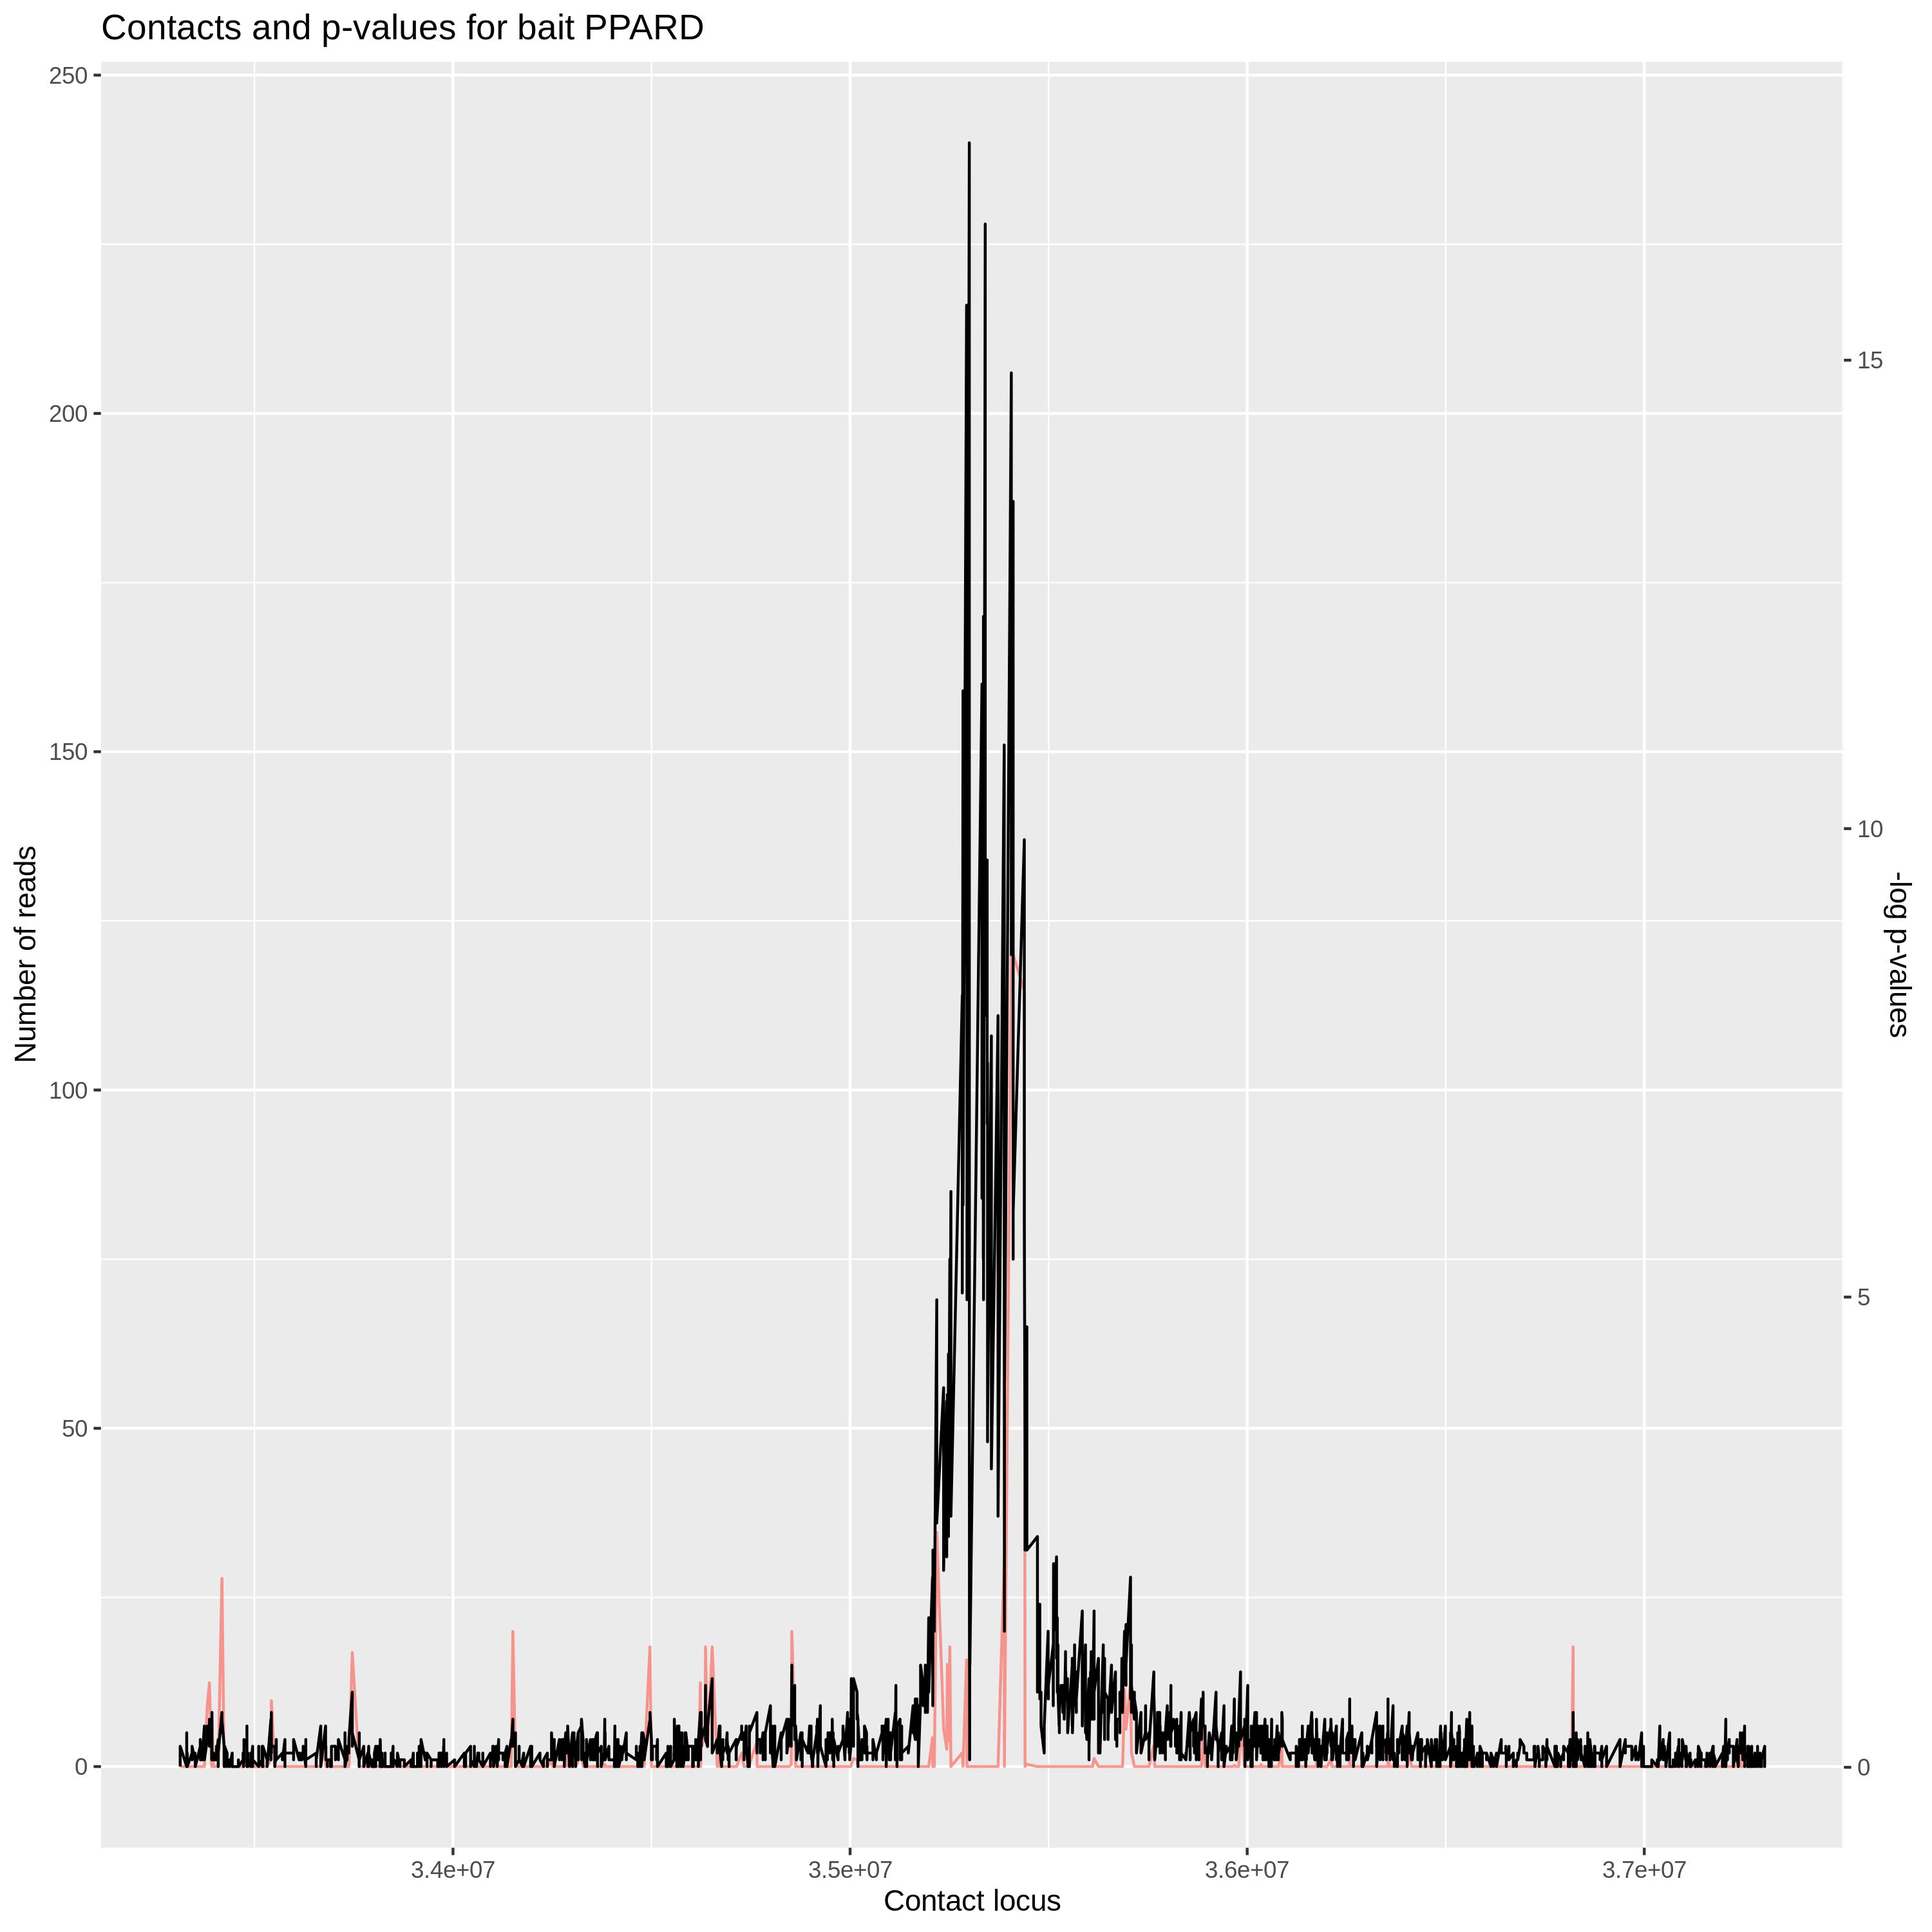 Contacts and p-values for bait PPARD
250
200
150
100
50
0
Number of reads
15
10
5
0
-log p-values
3.4e+07
3.5e+07
3.6e+07
3.7e+07
Contact locus